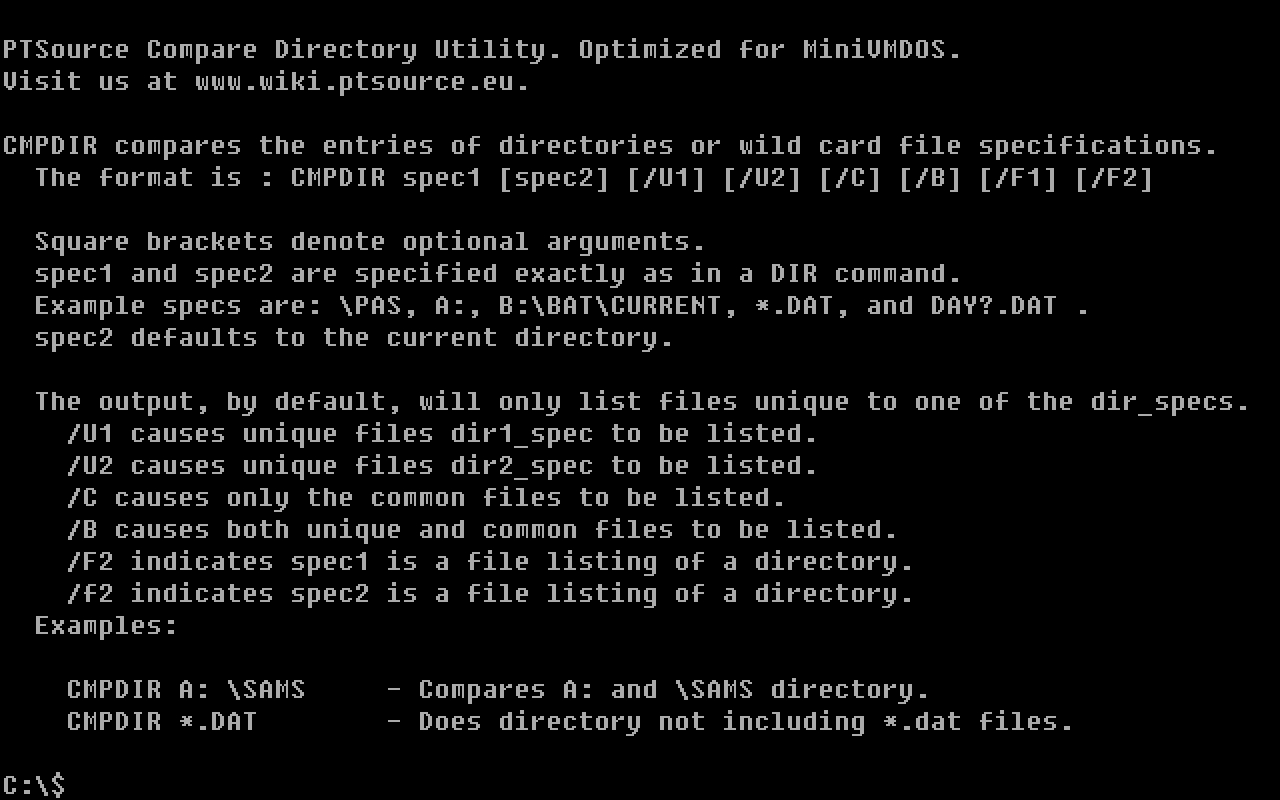 PTSource Compare Directory Utility. Optimized for MiniVMDOS.
Visit us at www.wiki.ptsource.eu.

CMPDIR compares the entries of directories or wild card file specifications.
  The format is : CMPDIR spec1 [spec2] [/U1] [/U2] [/C] [/B] [/F1] [/F2]

  Square brackets denote optional arguments.
  spec1 and spec2 are specified exactly as in a DIR command.
  Example specs are: \PAS, A:, B:\BAT\CURRENT, *.DAT, and DAY?.DAT .
  spec2 defaults to the current directory.

  The output, by default, will only list files unique to one of the dir_specs.
    /U1 causes unique files dir1_spec to be listed.
    /U2 causes unique files dir2_spec to be listed.
    /C causes only the common files to be listed.
    /B causes both unique and common files to be listed.
    /F2 indicates spec1 is a file listing of a directory.
    /f2 indicates spec2 is a file listing of a directory.
  Examples:

    CMPDIR A: \SAMS     - Compares A: and \SAMS directory.
    CMPDIR *.DAT        - Does directory not including *.dat files.

C:\$